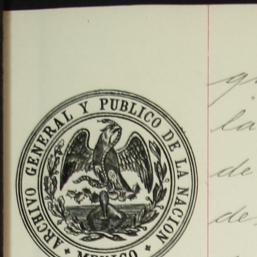 ARCHIVO GENERAL Y PUBLICO DE LA NACION
MEXICO
la
de
de